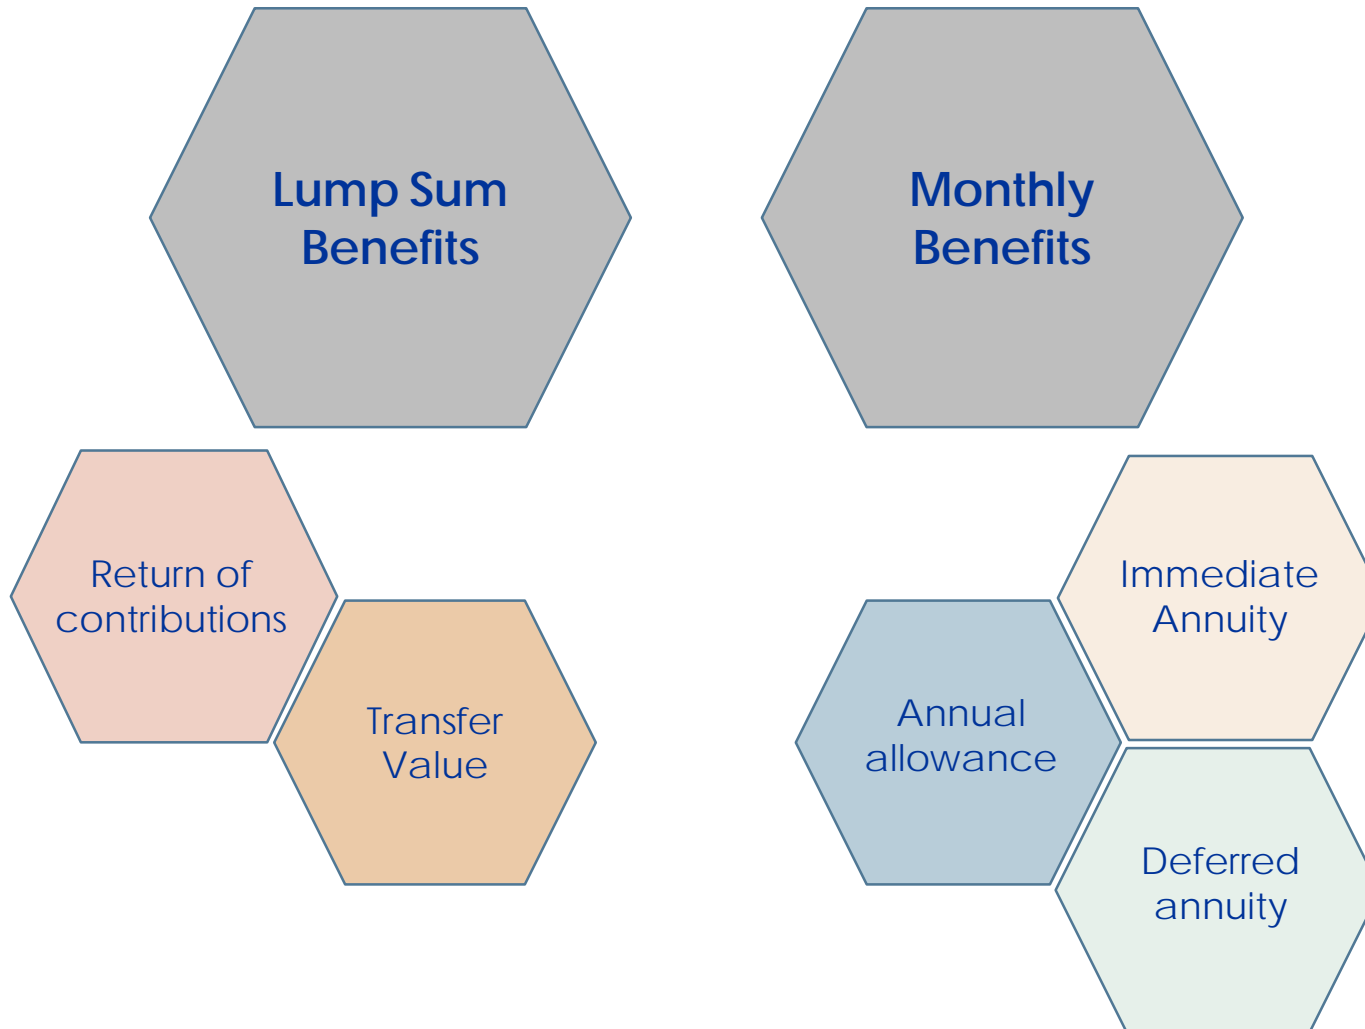 Lump Sum
Benefits
Monthly
Benefits
Return of
contributions
Transfer
Value
Immediate
Annuity
Annual
allowance
Deferred
annuity